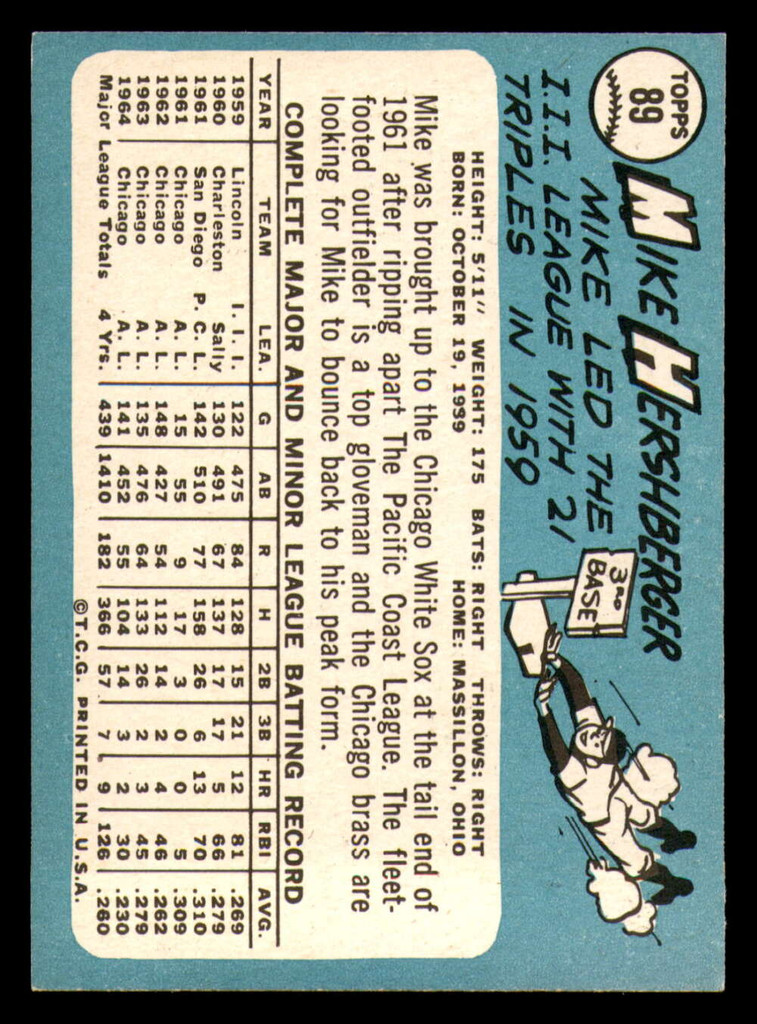 TOPPS
89
MIKE HERSHBERGER
MIKE LED THE
I.I.I. LEAGUE WITH 21
TRIPLES IN 1959
3RD
BASE
HEIGHT: 5'11" WEIGHT: 175 BATS: RIGHT THROWS: RIGHT
BORN: OCTOBER 19, 1939 HOME: MASSILLON, OHIO
Mike was brought up to the Chicago White Sox at the tail end of
1961 after ripping apart The Pacific Coast League. The fleet-
footed outfielder is a top gloveman and the Chicago brass are
looking for Mike to bounce back to his peak form.
COMPLETE MAJOR AND MINOR LEAGUE BATTING RECORD
YEAR TEAM LEA. G AB R H 2B 3B HR RBI AVG.
1959 Lincoln I. I. I. 122 475 84 128 15 21 12 81 .269
1960 Charleston Sally 130 491 67 137 17 17 5 66 .279
1961 San Diego P. C. L. 142 510 77 158 26 6 13 70 .310
1961 Chicago A. L. 15 55 9 17 3 0 0 5 .309
1962 Chicago A. L. 148 427 54 112 14 2 4 46 .262
1963 Chicago A. L. 135 476 64 133 26 2 3 45 .279
1964 Chicago A. L. 141 452 55 104 14 3 2 30 .230
Major League Totals 4 Yrs. 439 1410 182 366 57 7 9 126 .260
©T.C.G. PRINTED IN U.S.A.